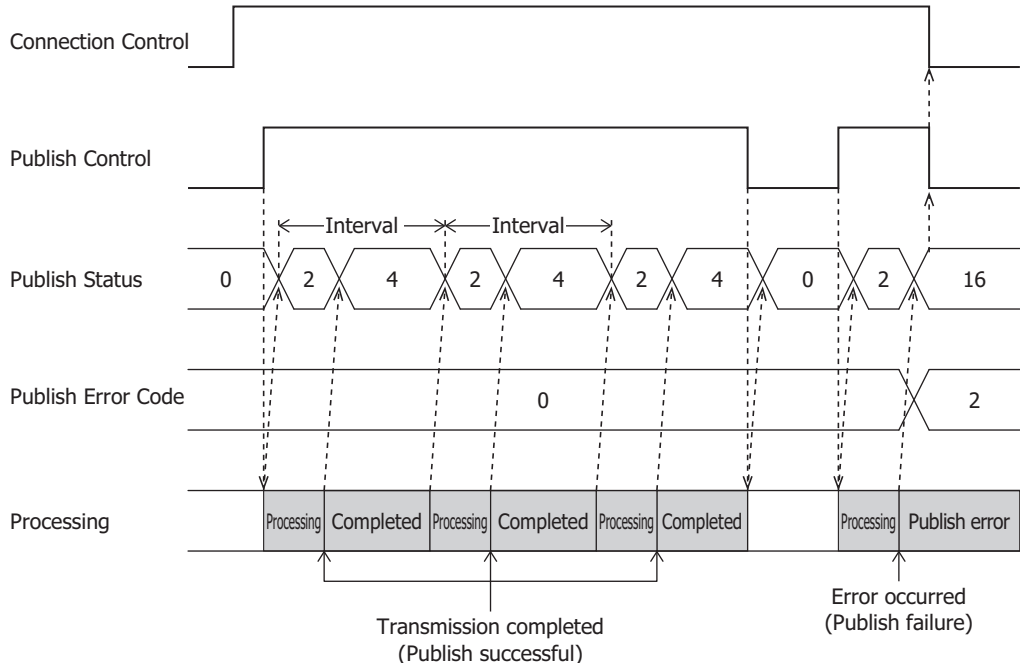 Connection Control
Publish Control
Interval Interval
Publish Status 0 2 4 2 4 2 4 0 2 16
Publish Error Code 0 2
Processing Processing Completed Processing Completed Processing Completed Processing Publish error
Transmission completed
(Publish successful)
Error occurred
(Publish failure)